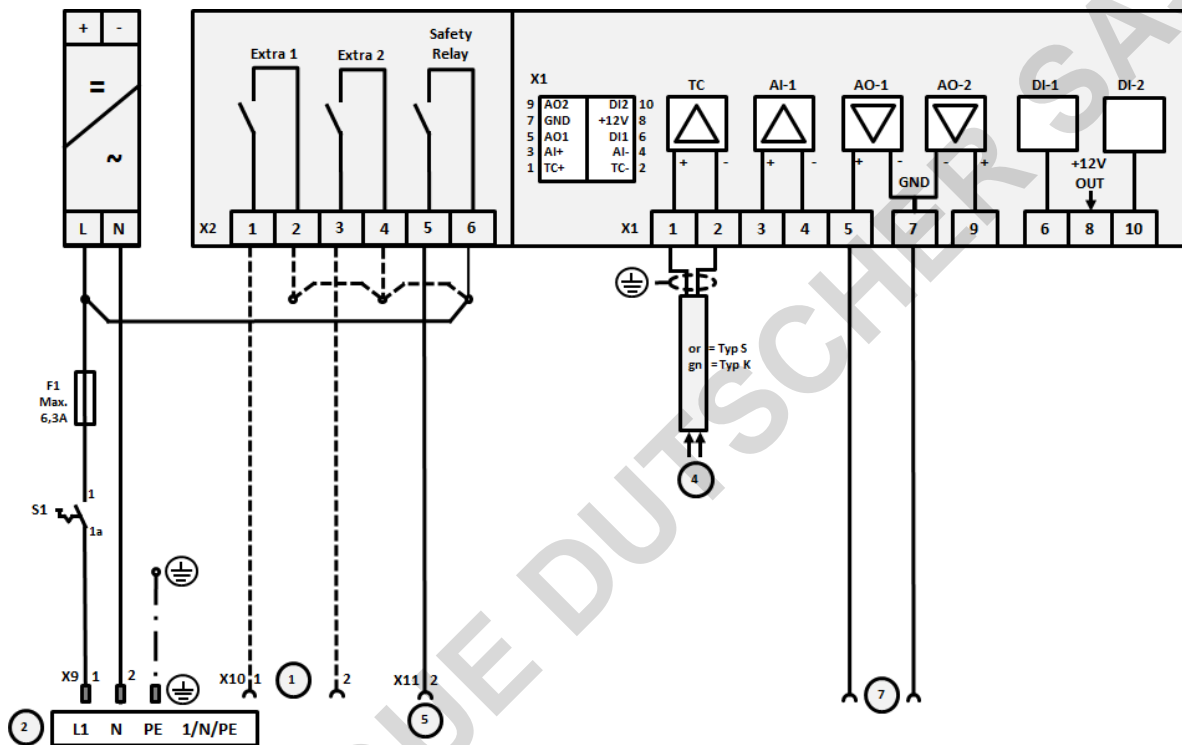 + -
=
~
L N
Extra 1 Extra 2 Safety
Relay
X2 1 2 3 4 5 6
X1
9 AO2 DI2 10
7 GND +12V 8
5 AO1 DI1 6
3 AI+ AI- 4
1 TC+ TC- 2
TC AI-1 AO-1 AO-2 DI-1 DI-2
+ - + - + - - +
GND
+12V
OUT
X1 1 2 3 4 5 7 9 6 8 10
or = Typ S
gn = Typ K
4
F1
Max.
6,3A
S1
1
1a
X9 1 2
X10 1 1 2
X11 2
5
7
2 L1 N PE 1/N/PE
UE DUTSCHER SA